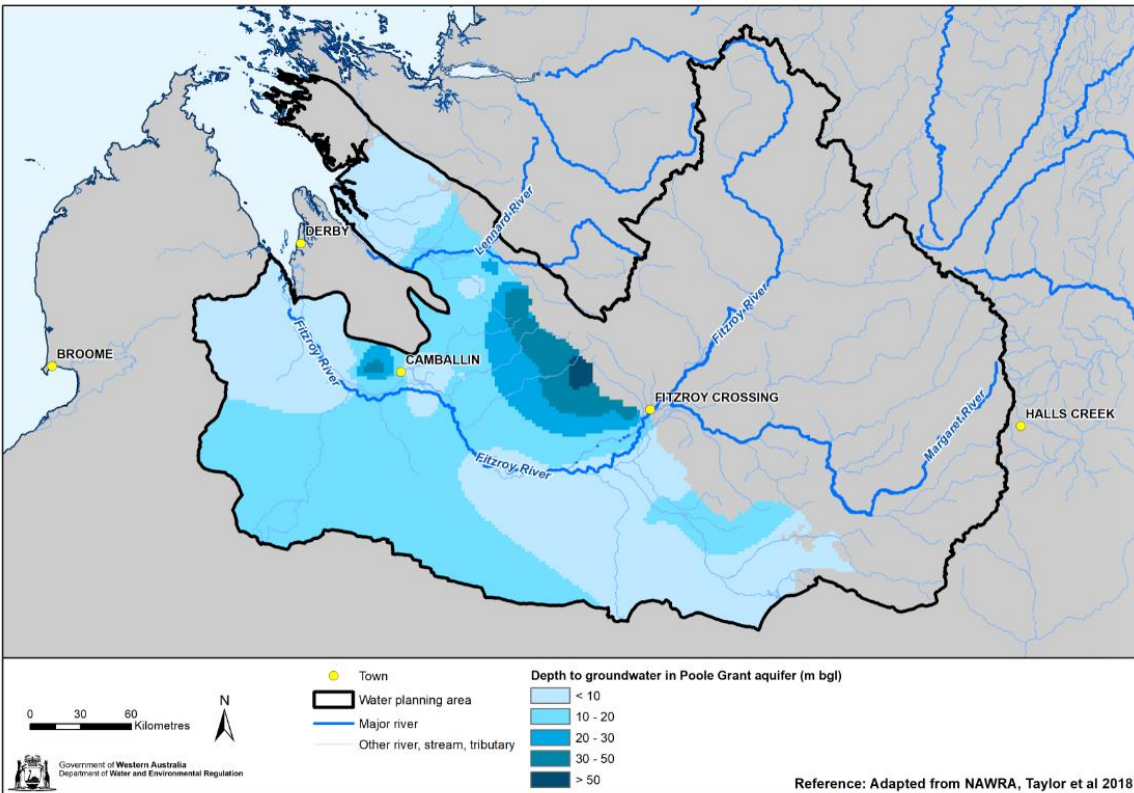 DERBY
Lennard River
Fitzroy River
BROOME
Fitzroy River
CAMBALLIN
FITZROY CROSSING
Margaret River
HALLS CREEK
Fitzroy River
0 30 60
Kilometres
N
Town
Water planning area
Major river
Other river, stream, tributary
Depth to groundwater in Poole Grant aquifer (m bgl)
< 10
10 - 20
20 - 30
30 - 50
> 50
Government of Western Australia
Department of Water and Environmental Regulation
Reference: Adapted from NAWRA, Taylor et al 2018